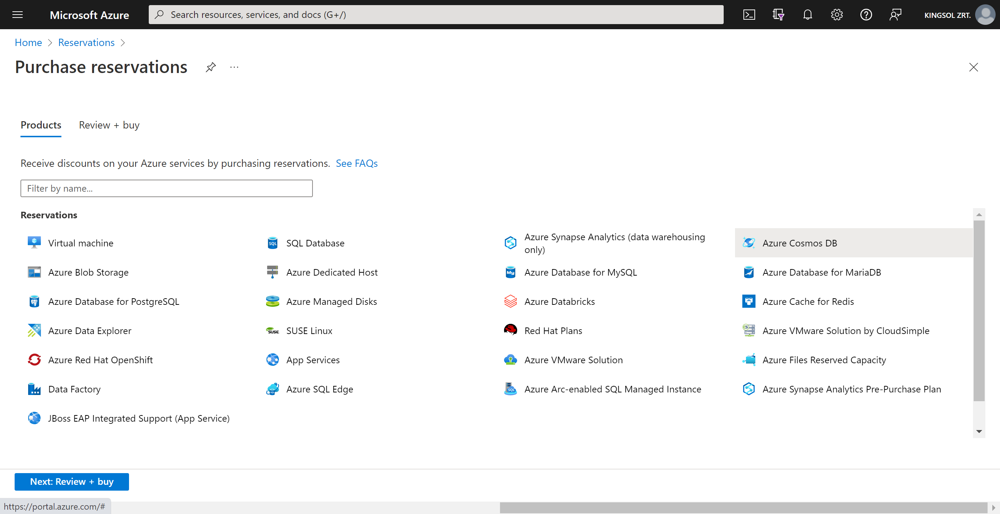 Microsoft Azure
Search resources, services, and docs (G+/)
KINGSOL ZRT.
Home > Reservations >
Purchase reservations ...
Products Review + buy
Receive discounts on your Azure services by purchasing reservations. See FAQs
Filter by name...
Reservations
Virtual machine
SQL SQL Database
Azure Synapse Analytics (data warehousing
only)
Azure Cosmos DB
Azure Blob Storage
Azure Dedicated Host
My Azure Database for MySQL
Azure Database for MariaDB
Azure Database for PostgreSQL
Azure Managed Disks
Azure Databricks
Azure Cache for Redis
Azure Data Explorer
SUSE SUSE Linux
Red Hat Plans
CS Azure VMware Solution by CloudSimple
Azure Red Hat OpenShift
App Services
Azure VMware Solution
Azure Files Reserved Capacity
Data Factory
SQL Azure SQL Edge
SQL Azure Arc-enabled SQL Managed Instance
Azure Synapse Analytics Pre-Purchase Plan
JBoss EAP Integrated Support (App Service)
Next: Review + buy
https://portal.azure.com/#